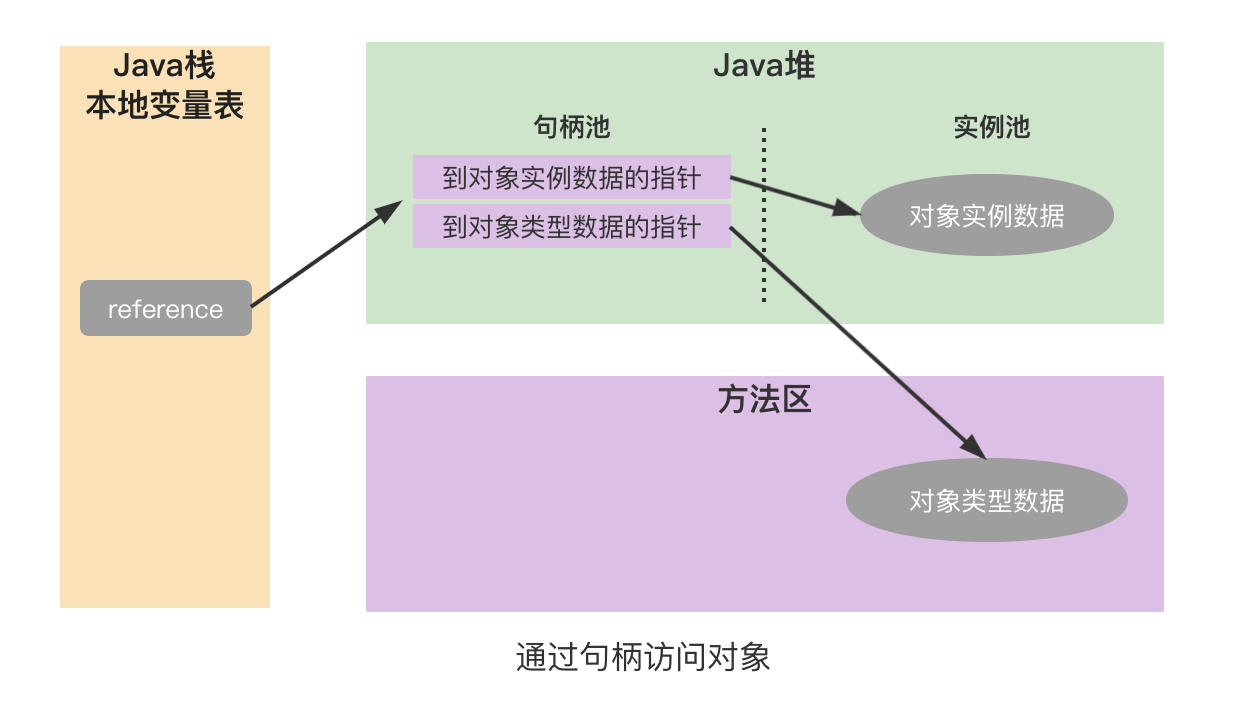 Java栈
本地变量表
reference
Java堆
句柄池
实例池
到对象实例数据的指针
到对象类型数据的指针
对象实例数据
方法区
对象类型数据
通过句柄访问对象